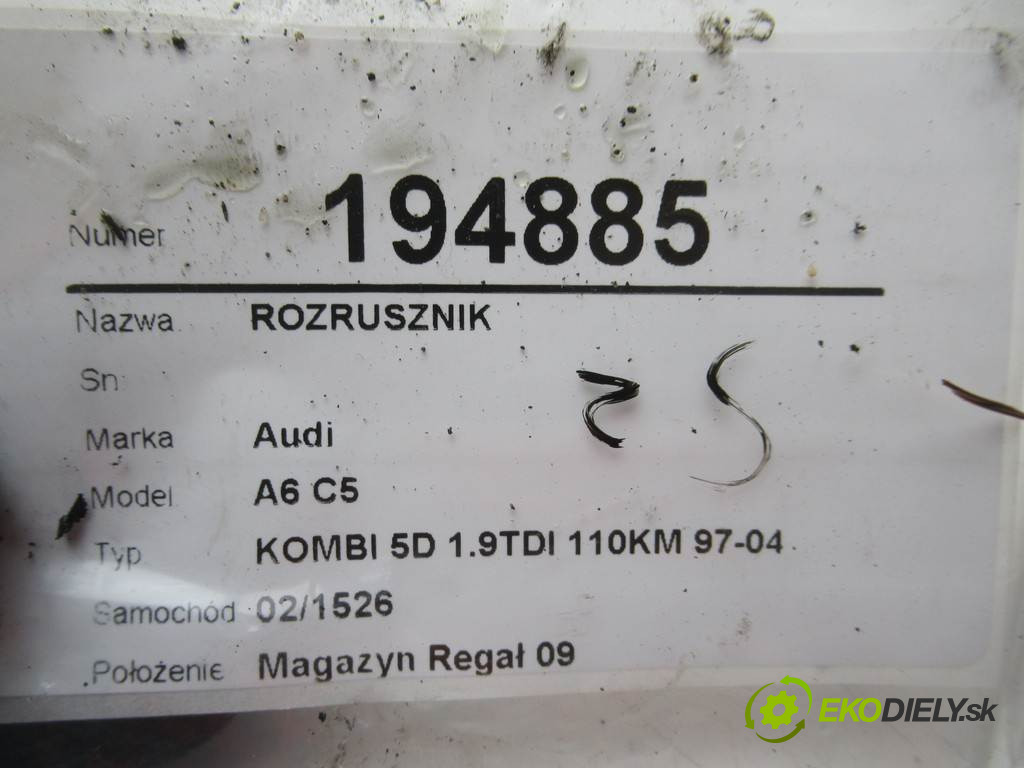 Numer 194885
Nazwa ROZRUSZNIK
Sn
Marka Audi
Model A6 C5
Typ KOMBI 5D 1.9TDI 110KM 97-04
Samochód 02/1526
Położenie Magazyn Regał 09
EKODIELY.sk